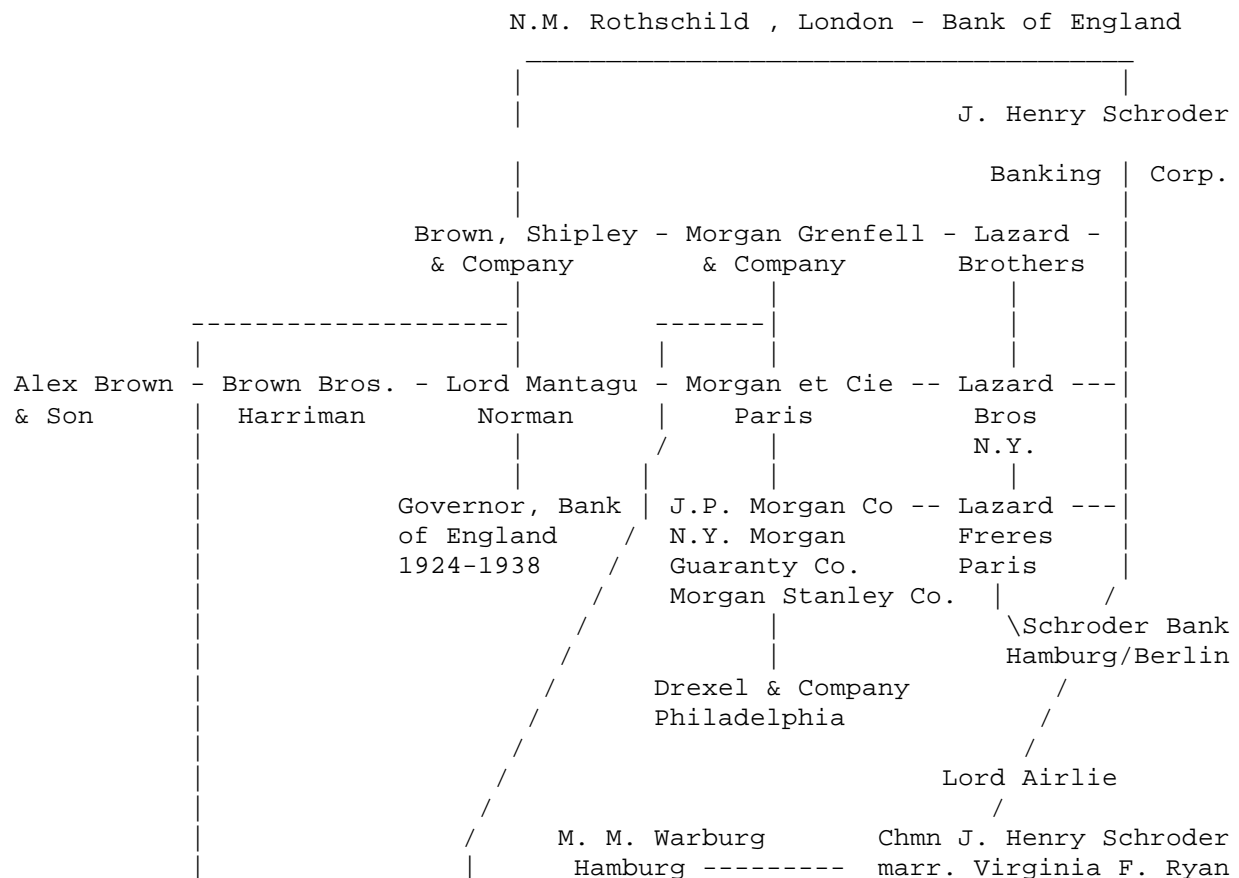 N.M. Rothschild , London - Bank of England
J. Henry Schroder
Banking | Corp.
Brown, Shipley - Morgan Grenfell - Lazard -
& Company & Company Brothers
Alex Brown - Brown Bros. - Lord Mantagu - Morgan et Cie -- Lazard ---
& Son Harriman Norman Paris Bros
N.Y.
Governor, Bank J.P. Morgan Co -- Lazard ---
of England N.Y. Morgan Freres
1924-1938 Guaranty Co. Paris
Morgan Stanley Co.
\Schroder Bank
Hamburg/Berlin
Drexel & Company
Philadelphia
Lord Airlie
M. M. Warburg Chmn J. Henry Schroder
Hamburg --------- marr. Virginia F. Ryan